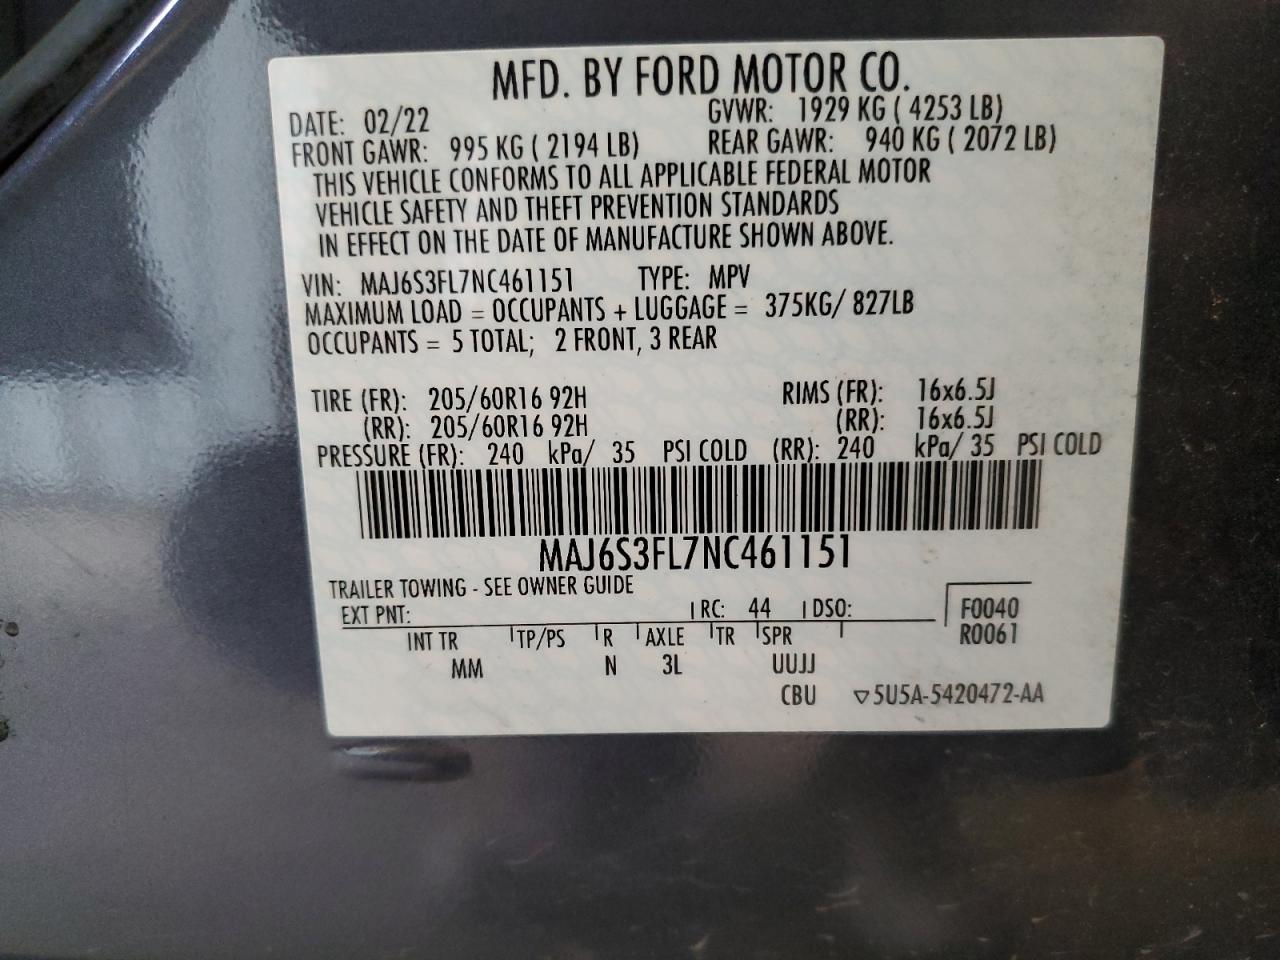 MFD. BY FORD MOTOR CO.
DATE: 02/22 GVWR: 1929 KG ( 4253 LB)
FRONT GAWR: 995 KG ( 2194 LB) REAR GAWR: 940 KG ( 2072 LB)
THIS VEHICLE CONFORMS TO ALL APPLICABLE FEDERAL MOTOR
VEHICLE SAFETY AND THEFT PREVENTION STANDARDS
IN EFFECT ON THE DATE OF MANUFACTURE SHOWN ABOVE.
VIN: MAJ6S3FL7NC461151 TYPE: MPV
MAXIMUM LOAD = OCCUPANTS + LUGGAGE = 375KG/ 827LB
OCCUPANTS = 5 TOTAL; 2 FRONT, 3 REAR
TIRE (FR): 205/60R16 92H RIMS (FR): 16x6.5J
(RR): 205/60R16 92H (RR): 16x6.5J
PRESSURE (FR): 240 kPa/ 35 PSI COLD (RR): 240 kPa/ 35 PSI COLD
MAJ6S3FL7NC461151
TRAILER TOWING - SEE OWNER GUIDE
EXT PNT: RC: 44 DSO: F0040
INT TR TP/PS R AXLE TR SPR R0061
MM N 3L UUJJ
CBU ▽5U5A-5420472-AA